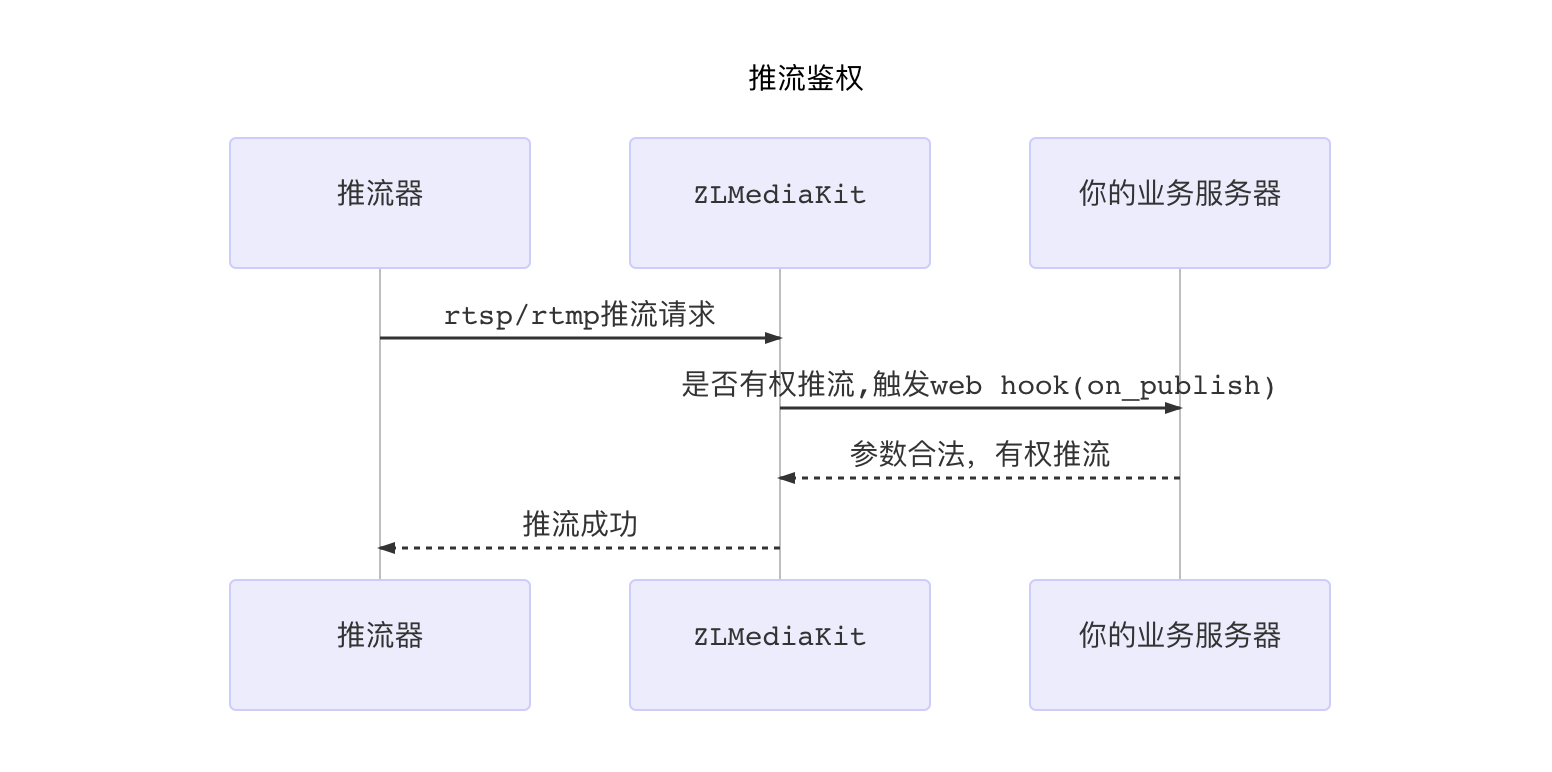 推流鉴权
推流器
ZLMediaKit
你的业务服务器
rtsp/rtmp推流请求
是否有权推流,触发web hook(on_publish)
参数合法，有权推流
推流成功
推流器
ZLMediaKit
你的业务服务器